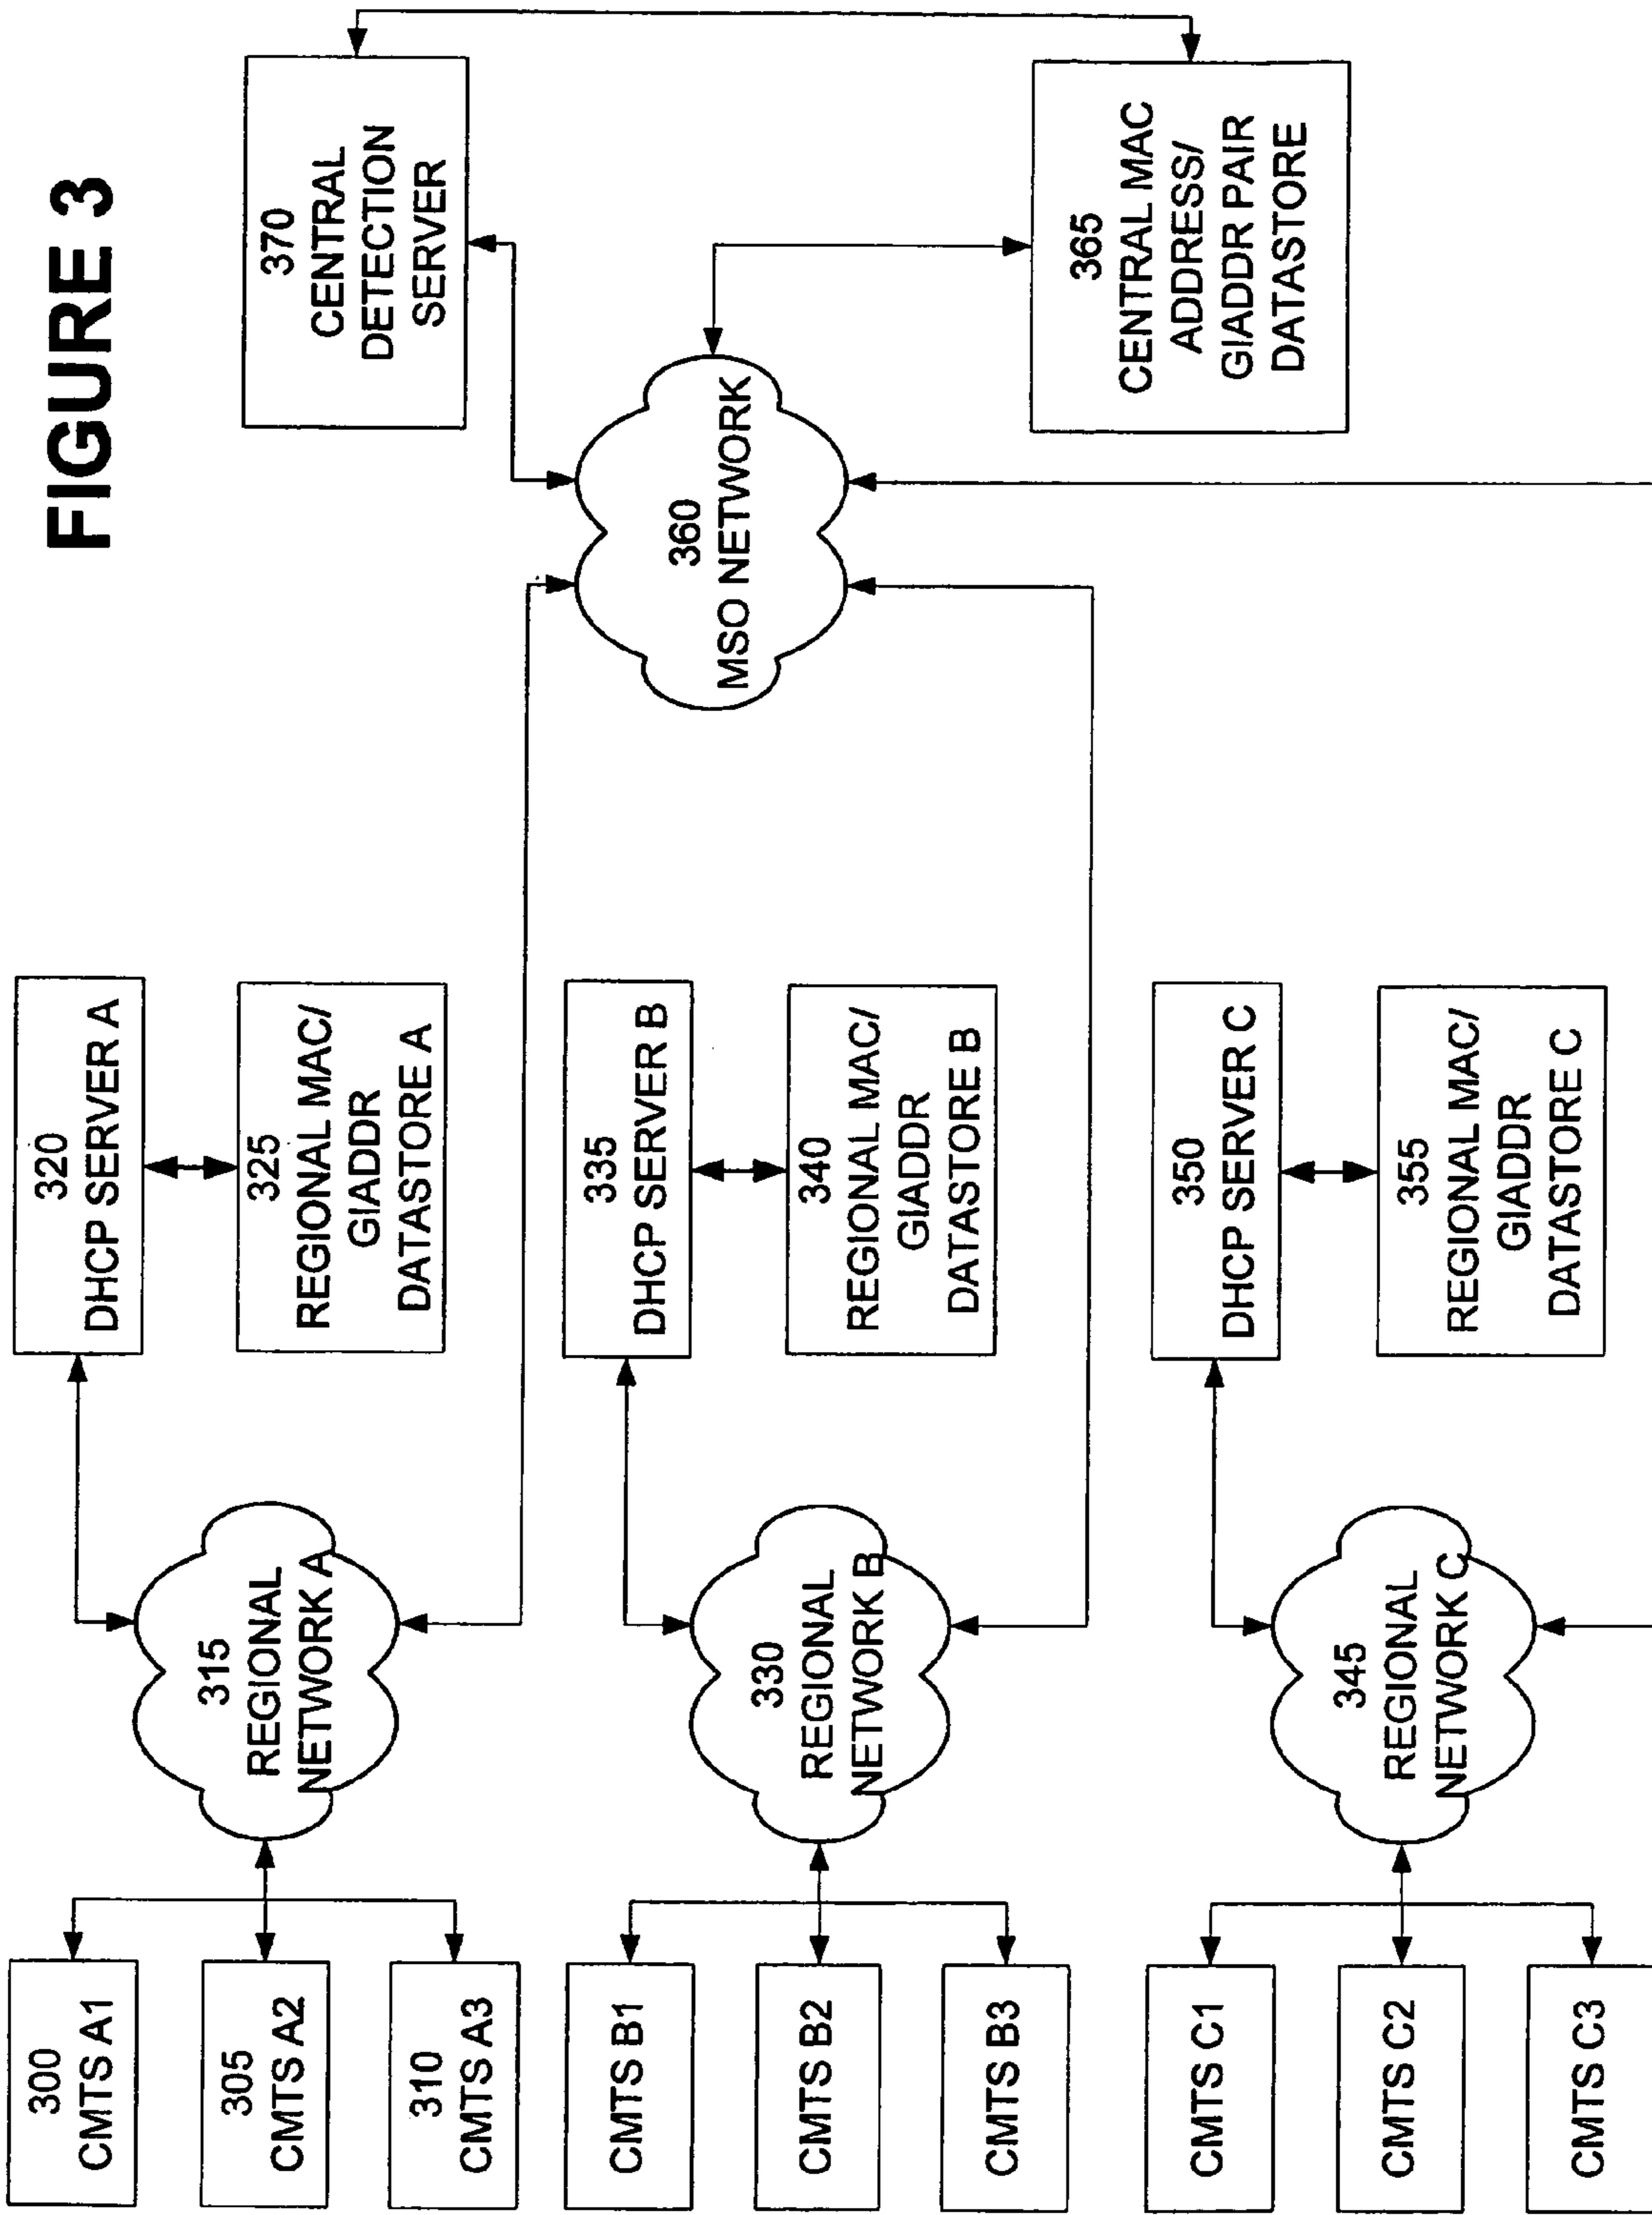 FIGURE 3
300
CMTS A1
305
CMTS A2
310
CMTS A3
315
REGIONAL
NETWORK A
320
DHCP SERVER A
325
REGIONAL MAC/
GIADDR
DATASTORE A
CMTS B1
CMTS B2
CMTS B3
330
REGIONAL
NETWORK B
335
DHCP SERVER B
340
REGIONAL MAC/
GIADDR
DATASTORE B
CMTS C1
CMTS C2
CMTS C3
345
REGIONAL
NETWORK C
350
DHCP SERVER C
355
REGIONAL MAC/
GIADDR
DATASTORE C
360
MSO NETWORK
370
CENTRAL
DETECTION
SERVER
365
CENTRAL MAC
ADDRESS/
GIADDR PAIR
DATASTORE